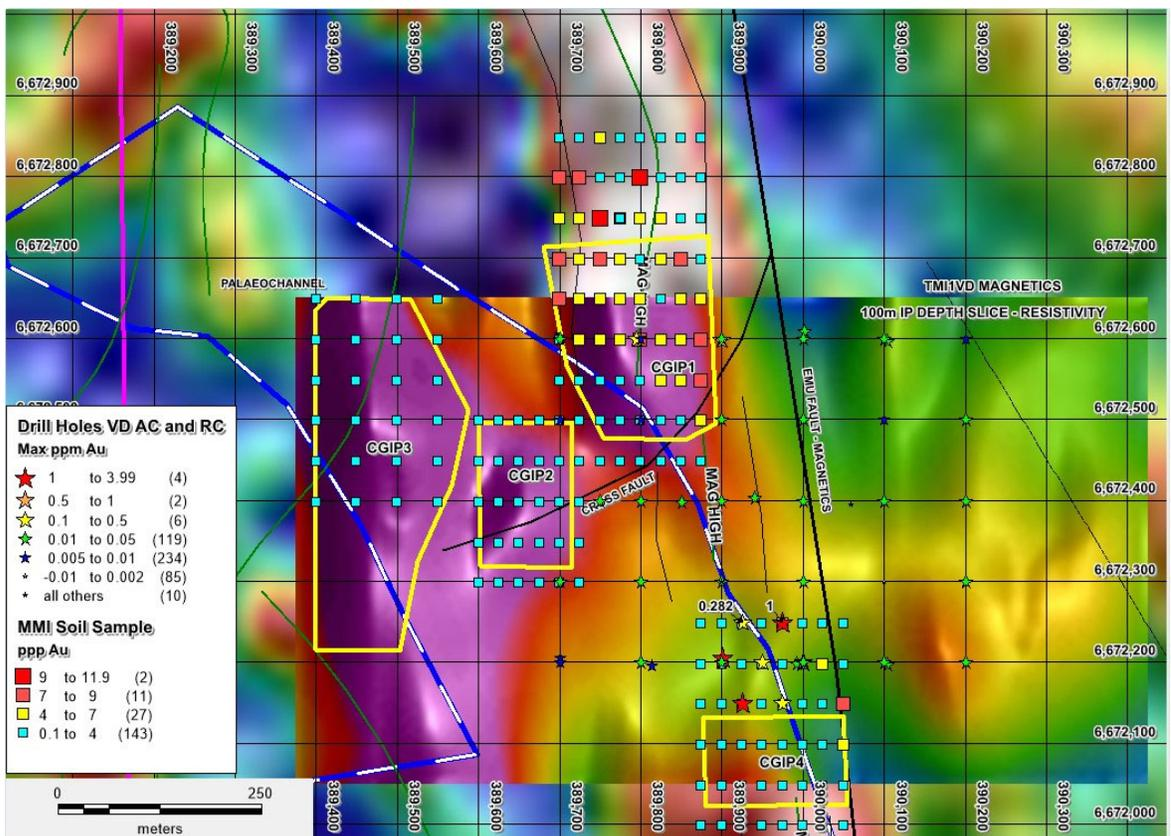 389,200
389,300
389,400
389,500
389,600
389,700
389,800
389,900
390,000
390,100
390,200
390,300
6,672,900
6,672,900
6,672,800
6,672,800
6,672,700
6,672,700
PALAEOCHANNEL
MAG HIGH
TMI1VD MAGNETICS
100m IP DEPTH SLICE - RESISTIVITY
6,672,600
6,672,600
CGIP1
EMU FAULT - MAGNETICS
6,672,500
CGIP3
CGIP2
CROSS FAULT
MAG HIGH
6,672,400
6,672,300
0.282
1
6,672,200
6,672,100
CGIP4
Drill Holes VD AC and RC
Max ppm Au
1 to 3.99 (4)
0.5 to 1 (2)
0.1 to 0.5 (6)
0.01 to 0.05 (119)
0.005 to 0.01 (234)
-0.01 to 0.002 (85)
all others (10)
MMI Soil Sample
ppp Au
9 to 11.9 (2)
7 to 9 (11)
4 to 7 (27)
0.1 to 4 (143)
0 250
meters
389,400
389,500
389,600
389,700
389,800
389,900
390,000
390,100
390,200
390,300
6,672,000